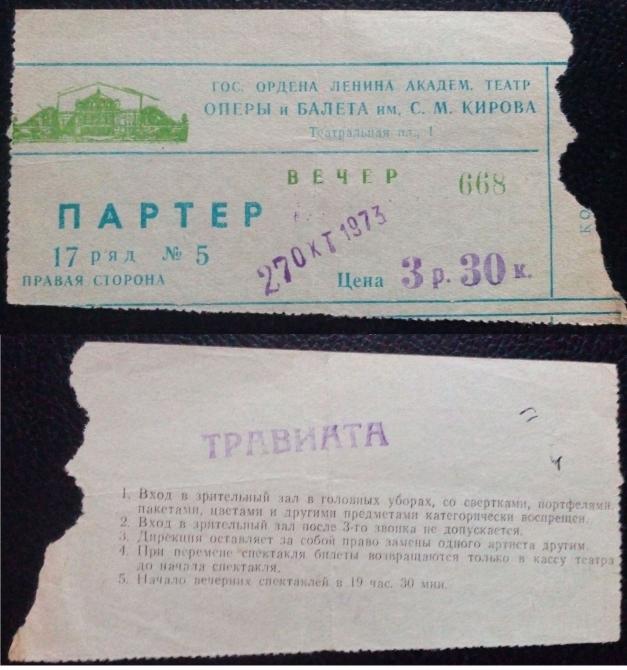 ГОС. ОРДЕНА ЛЕНИНА АКАДЕМ. ТЕАТР
ОПЕРЫ и БАЛЕТА им. С. М. КИРОВА
Театральная пл., 1
ВЕЧЕР 668
ПАРТЕР
27 ОКТ 1973
17 ряд № 5
ПРАВАЯ СТОРОНА
Цена 3 р. 30 к.
КО
ТРАВИАТА
1. Вход в зрительный зал в головных уборах, со свертками, портфелями,
пакетами, цветами и другими предметами категорически воспрещен.
2. Вход в зрительный зал после 3-го звонка не допускается.
3. Дирекция оставляет за собой право замены одного артиста другим.
4. При перемене спектакля билеты возвращаются только в кассу театра
до начала спектакля.
5. Начало вечерних спектаклей в 19 час. 30 мин.